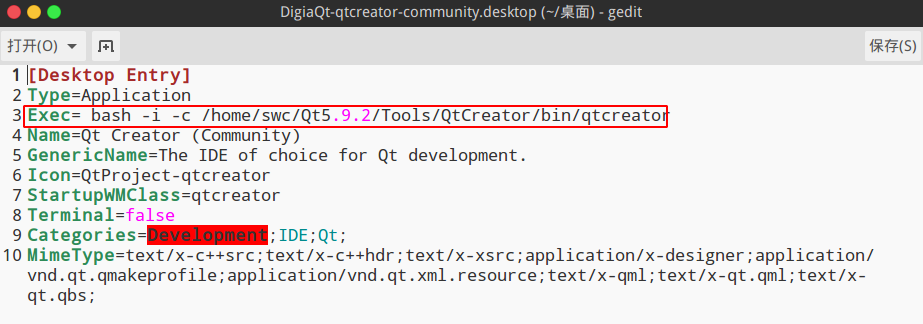 DigiaQt-qtcreator-community.desktop (~/桌面) - gedit
打开(O)
保存(S)
1 [Desktop Entry]
2 Type=Application
3 Exec= bash -i -c /home/swc/Qt5.9.2/Tools/QtCreator/bin/qtcreator
4 Name=Qt Creator (Community)
5 GenericName=The IDE of choice for Qt development.
6 Icon=QtProject-qtcreator
7 StartupWMClass=qtcreator
8 Terminal=false
9 Categories=Development;IDE;Qt;
10 MimeType=text/x-c++src;text/x-c++hdr;text/x-xsrc;application/x-designer;application/
vnd.qt.qmakeprofile;application/vnd.qt.xml.resource;text/x-qml;text/x-qt.qml;text/x-
qt.qbs;